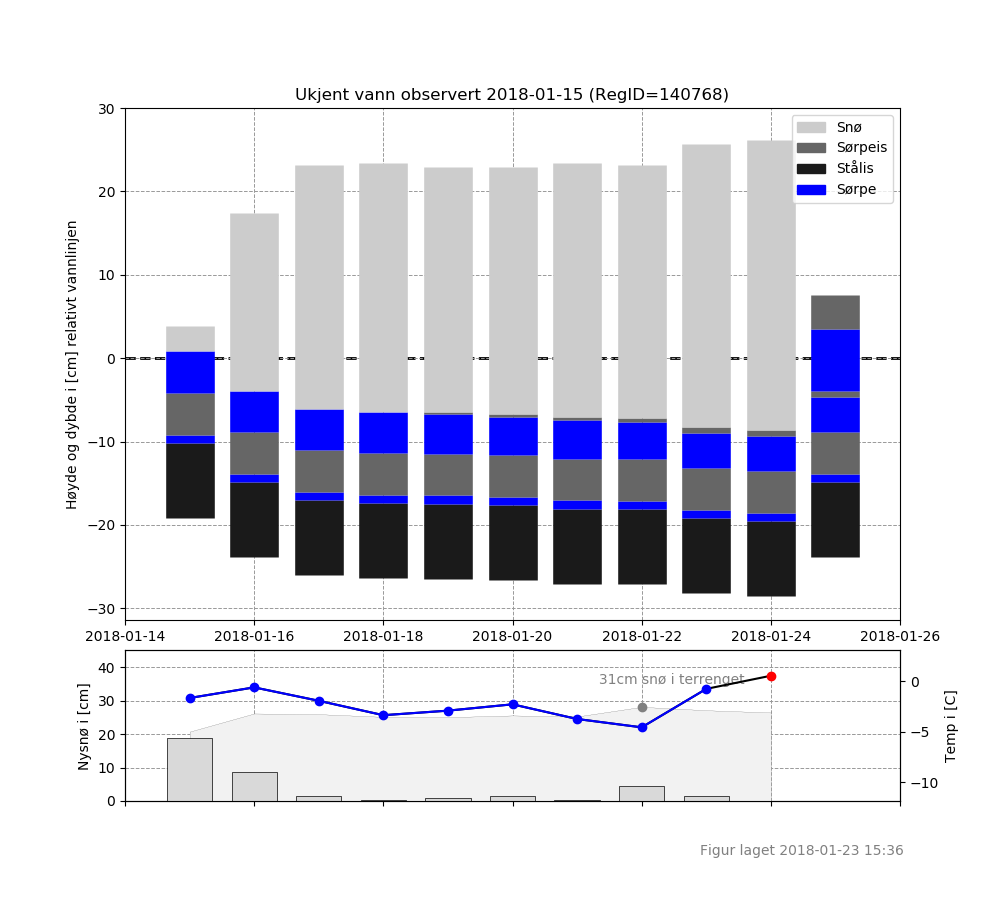 Ukjent vann observert 2018-01-15 (RegID=140768)
Høyde og dybde i [cm] relativt vannlinjen
30
20
10
0
−10
−20
−30
Snø
Sørpeis
Stålis
Sørpe
2018-01-14 2018-01-16 2018-01-18 2018-01-20 2018-01-22 2018-01-24 2018-01-26
Nysnø i [cm]
40
30
20
10
0
31cm snø i terrenget
0
−5
−10
Temp i [C]
Figur laget 2018-01-23 15:36